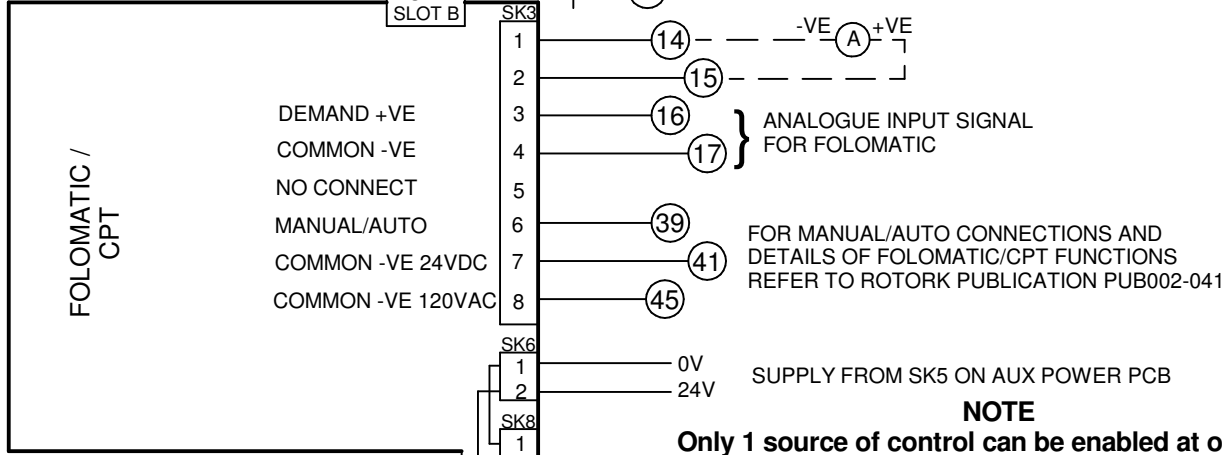 SLOT B
SK3
1 14 -VE A +VE
2 15
DEMAND +VE 3 16
ANALOGUE INPUT SIGNAL
FOR FOLOMATIC
COMMON -VE 4 17
NO CONNECT 5
MANUAL/AUTO 6 39
COMMON -VE 24VDC 7 41
COMMON -VE 120VAC 8 45
FOR MANUAL/AUTO CONNECTIONS AND
DETAILS OF FOLOMATIC/CPT FUNCTIONS
REFER TO ROTORK PUBLICATION PUB002-041
FOLOMATIC /
CPT
SK6
1 0V
2 24V
SUPPLY FROM SK5 ON AUX POWER PCB
SK8
1
NOTE
Only 1 source of control can be enabled at o